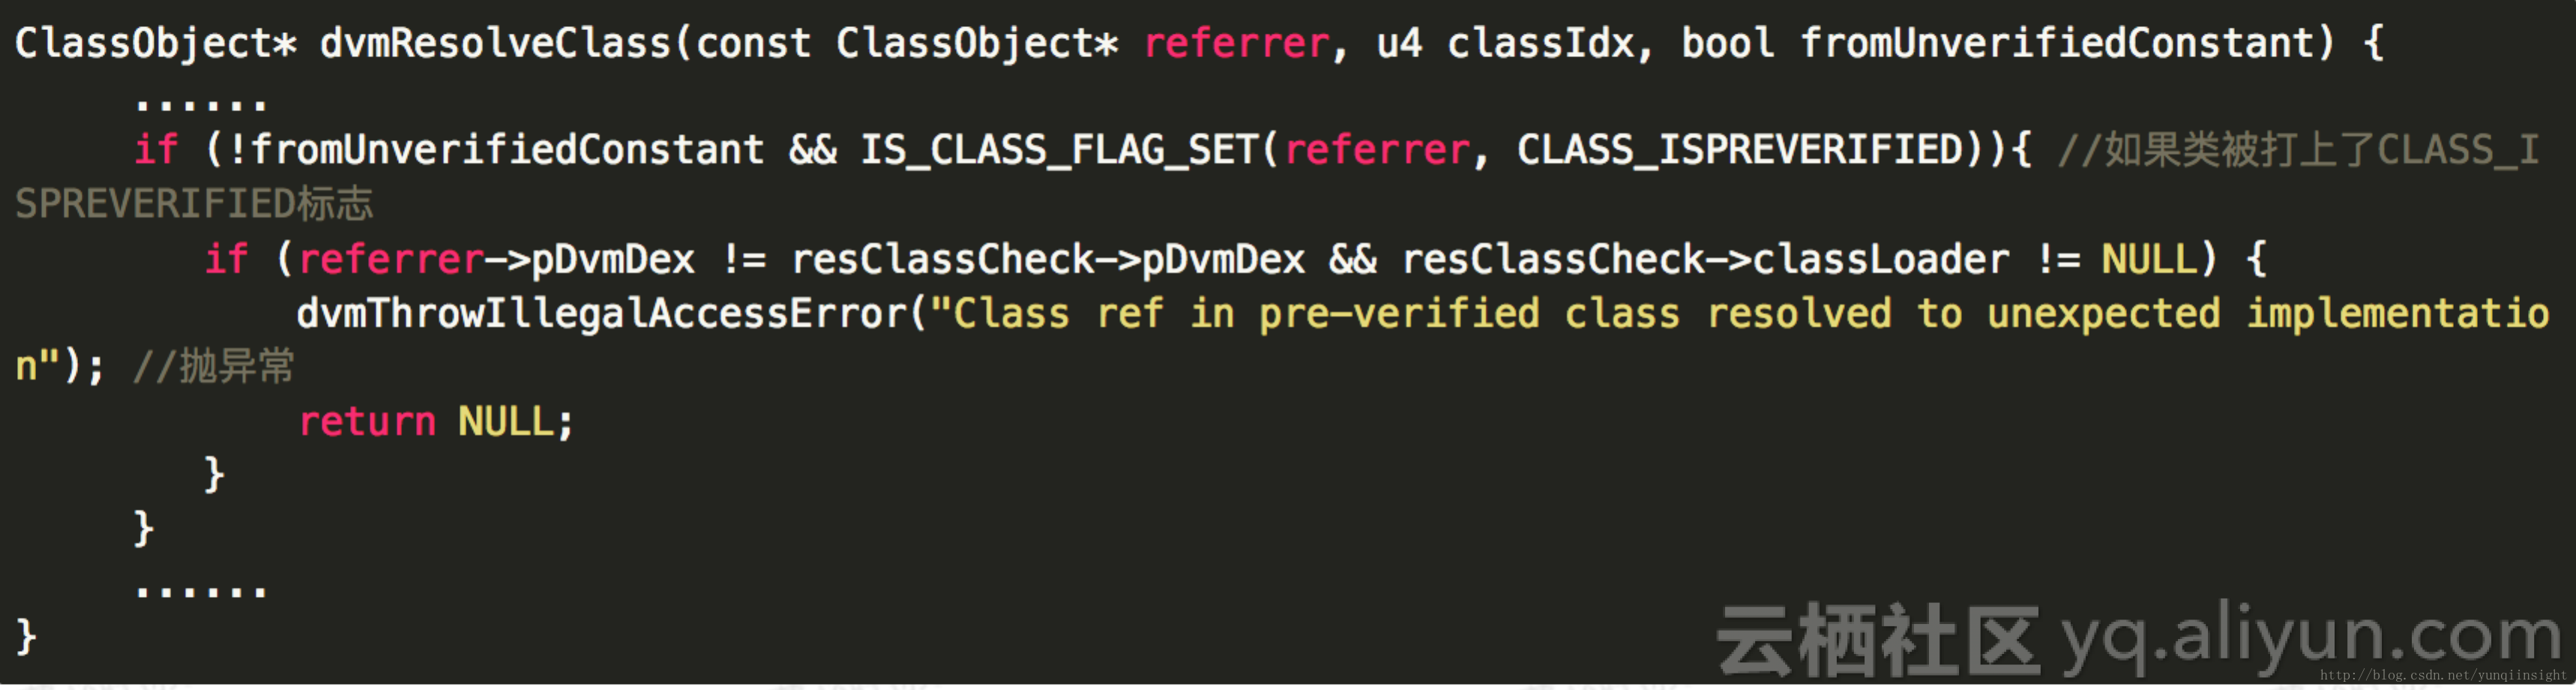 ClassObject* dvmResolveClass(const ClassObject* referrer, u4 classIdx, bool fromUnverifiedConstant) {
......
if (!fromUnverifiedConstant && IS_CLASS_FLAG_SET(referrer, CLASS_ISPREVERIFIED)){ //如果类被打上了CLASS_I
SPREVERIFIED标志
if (referrer->pDvmDex != resClassCheck->pDvmDex && resClassCheck->classLoader != NULL) {
dvmThrowIllegalAccessError("Class ref in pre-verified class resolved to unexpected implementatio
n"); //抛异常
return NULL;
}
}
......
}
云栖社区 yq.aliyun.com
http://blog.csdn.net/yunqiinsight